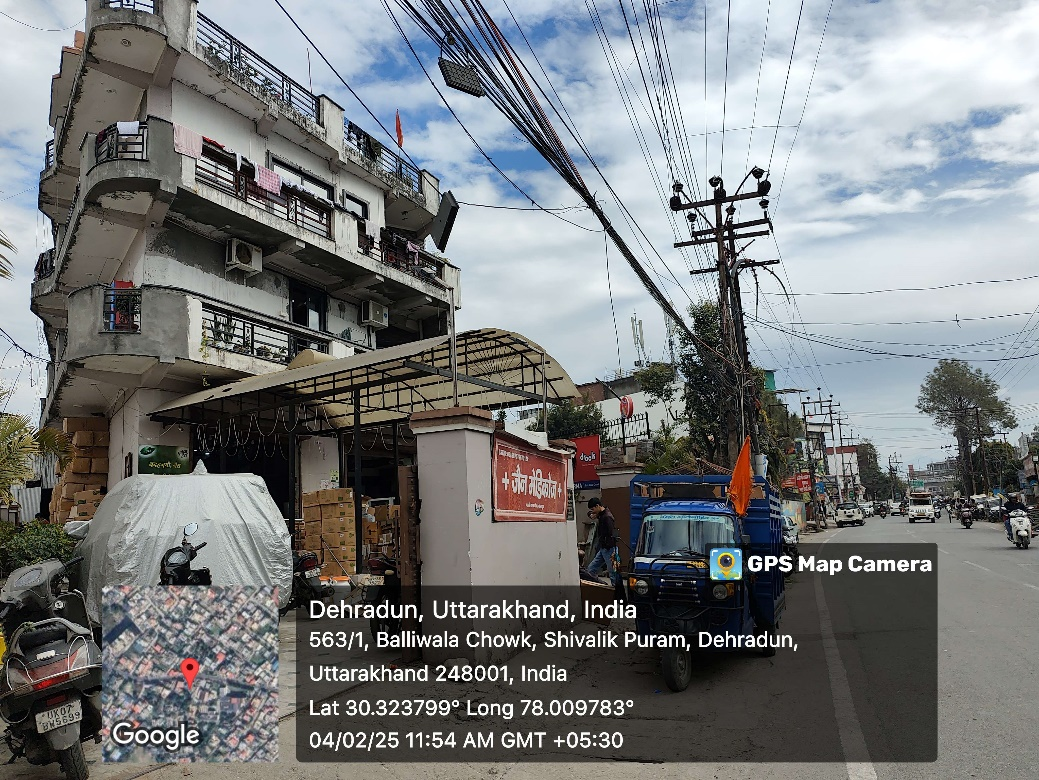 + जैन मेडिकोज +
GPS Map Camera
Dehradun, Uttarakhand, India
563/1, Balliwala Chowk, Shivalik Puram, Dehradun,
Uttarakhand 248001, India
Lat 30.323799° Long 78.009783°
04/02/25 11:54 AM GMT +05:30
Google
UK07
BW5699